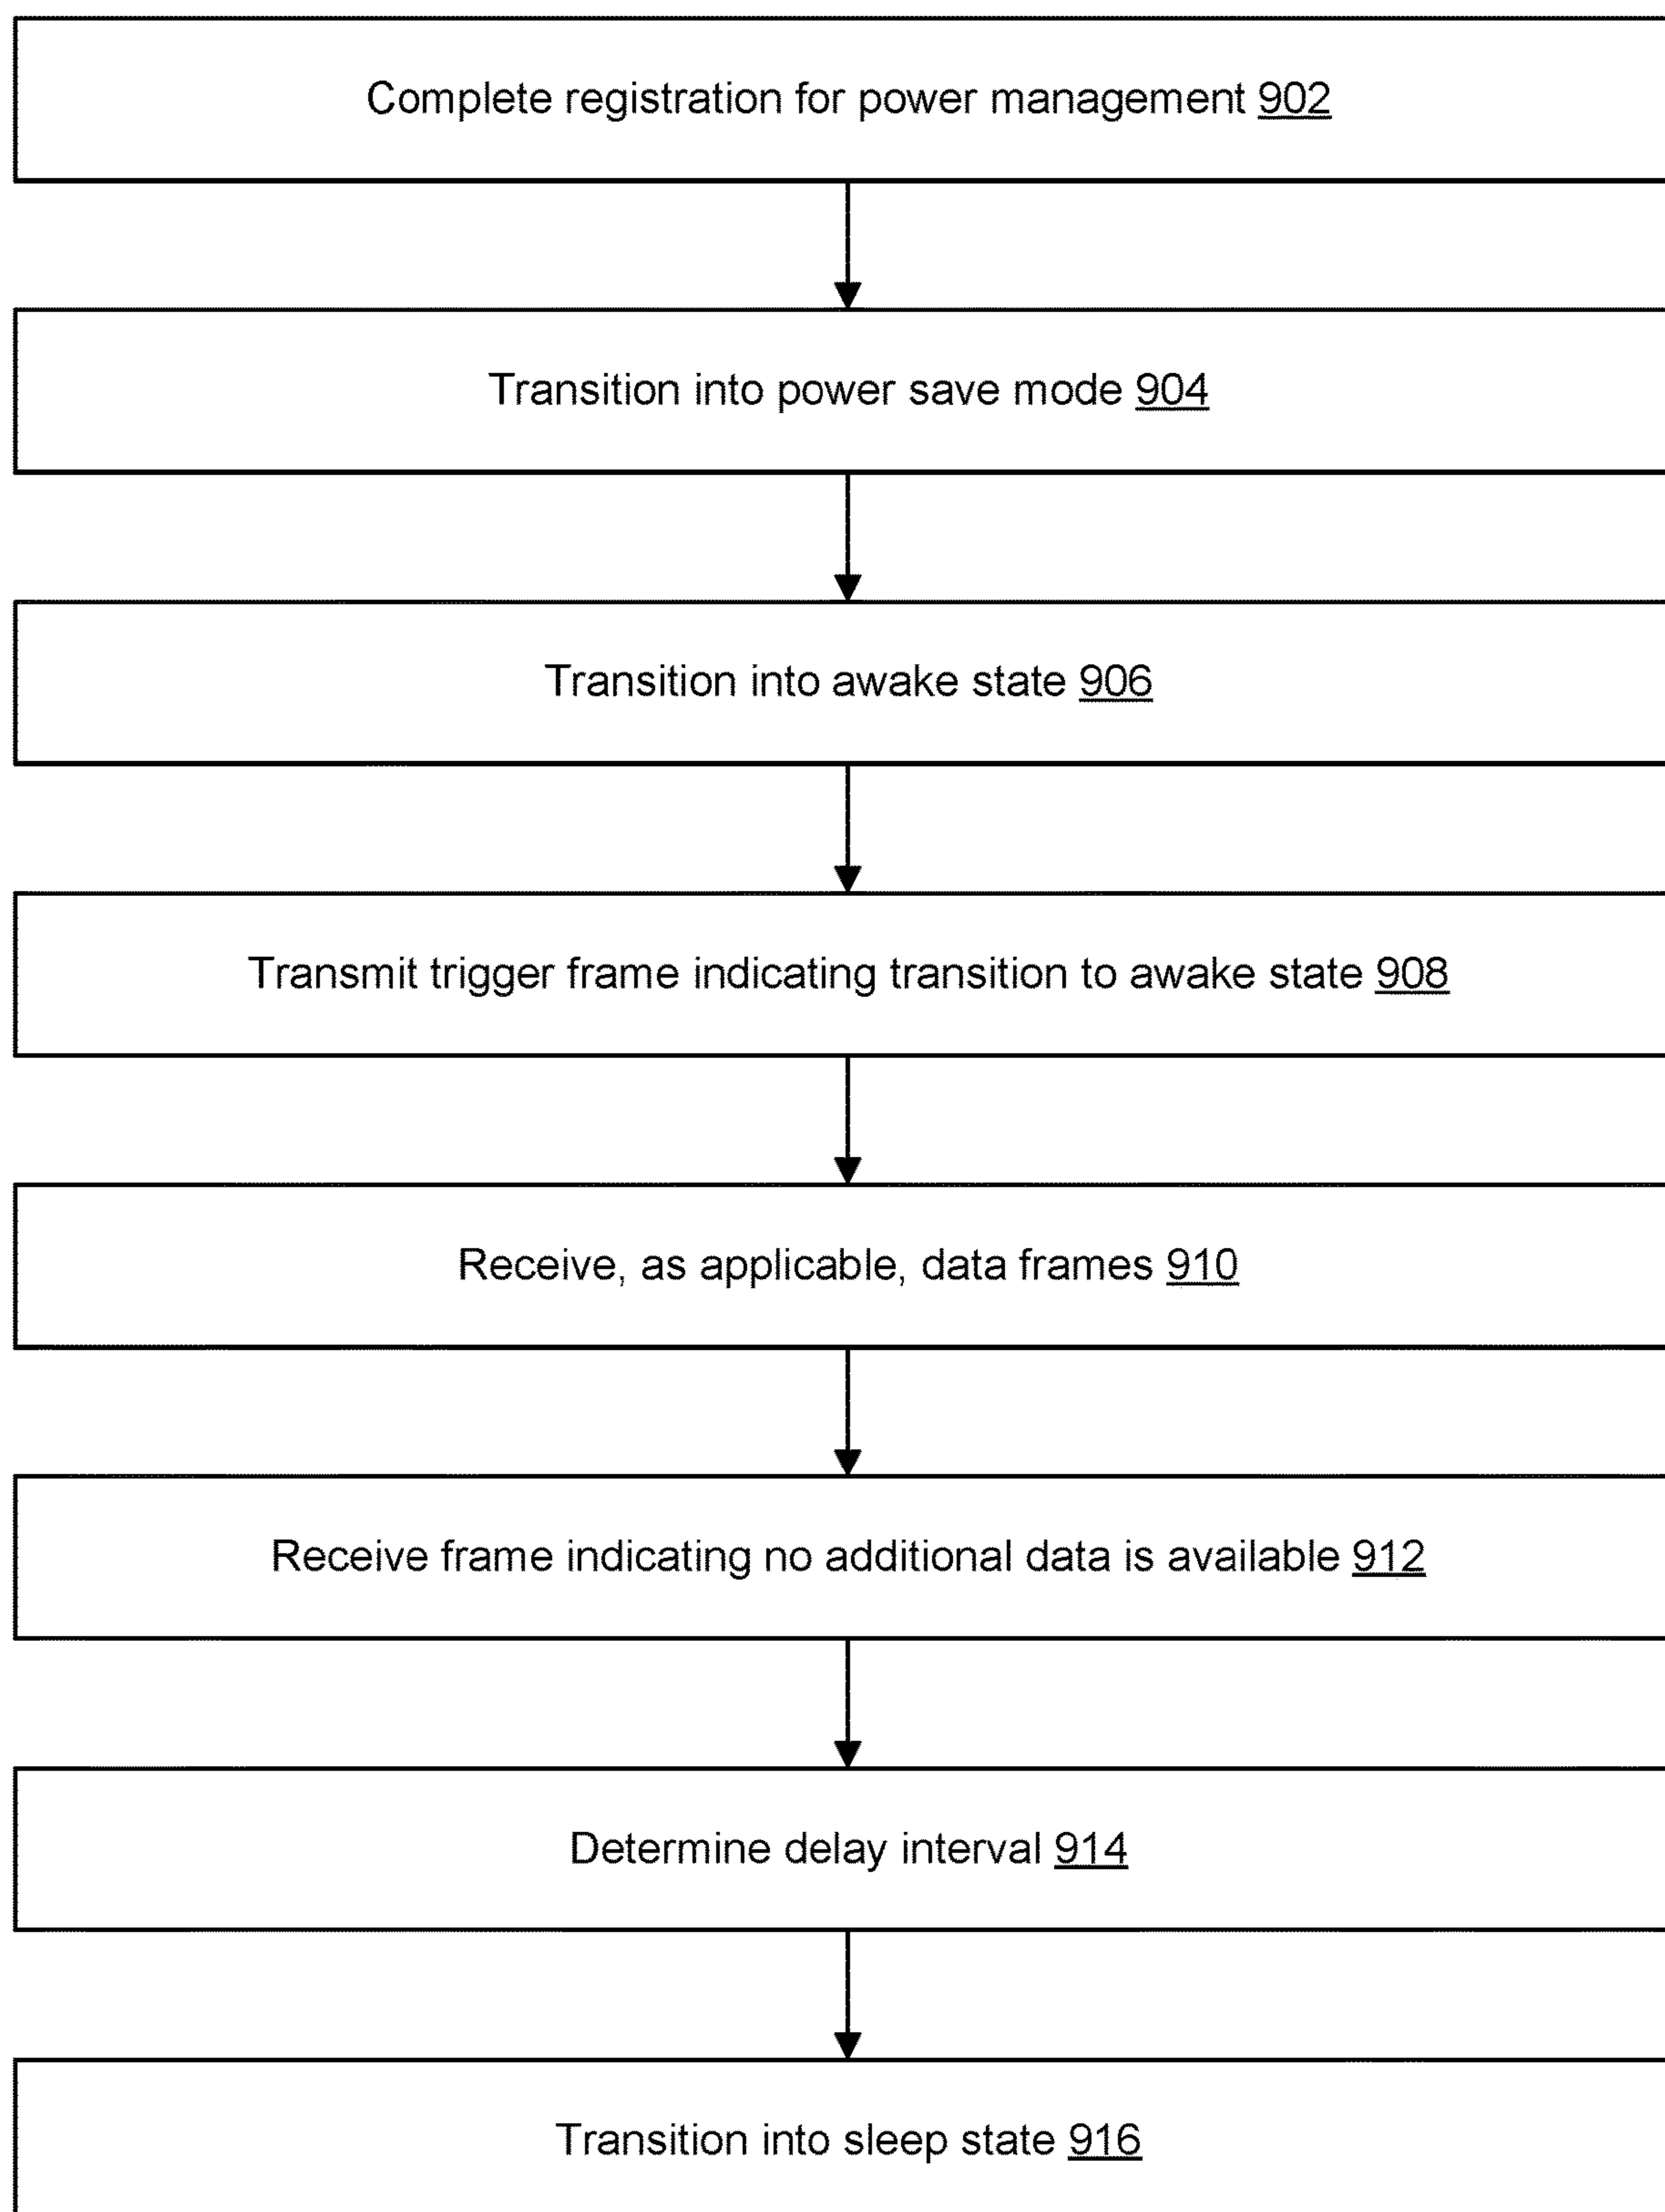 Complete registration for power management 902
Transition into power save mode 904
Transition into awake state 906
Transmit trigger frame indicating transition to awake state 908
Receive, as applicable, data frames 910
Receive frame indicating no additional data is available 912
Determine delay interval 914
Transition into sleep state 916